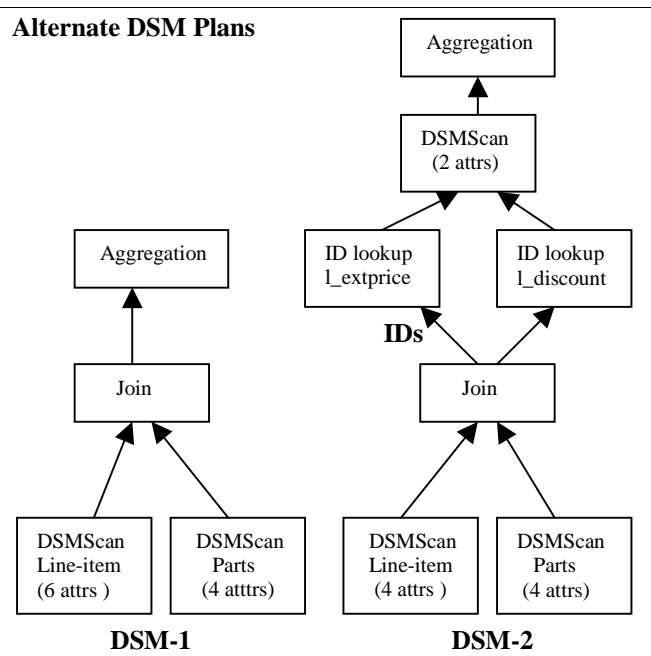 Alternate DSM Plans
Aggregation
DSMScan
(2 attrs)
Aggregation
ID lookup
l_extprice
ID lookup
l_discount
IDs
Join
Join
DSMScan
Line-item
(6 attrs )
DSMScan
Parts
(4 atttrs)
DSMScan
Line-item
(4 attrs )
DSMScan
Parts
(4 attrs)
DSM-1
DSM-2